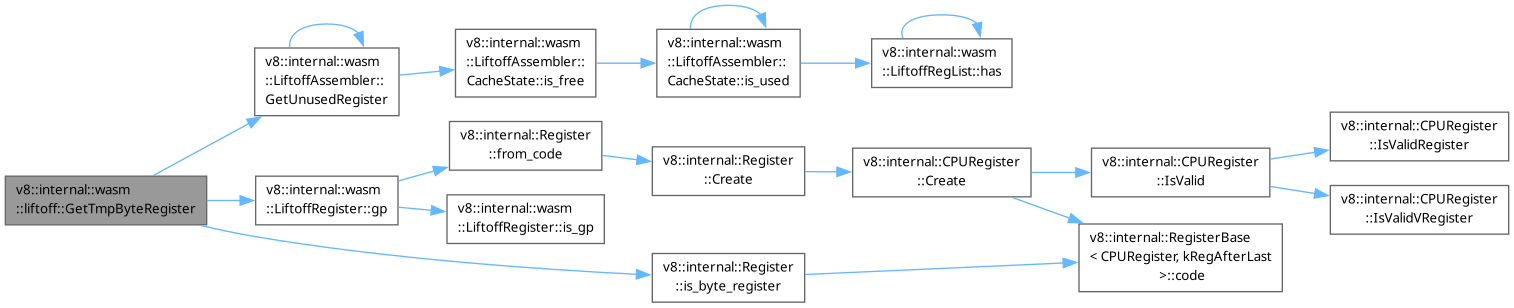 v8::internal::wasm
::liftoff::GetTmpByteRegister
v8::internal::wasm
::LiftoffAssembler::
GetUnusedRegister
v8::internal::wasm
::LiftoffAssembler::
CacheState::is_free
v8::internal::wasm
::LiftoffAssembler::
CacheState::is_used
v8::internal::wasm
::LiftoffRegList::has
v8::internal::wasm
::LiftoffRegister::gp
v8::internal::Register
::from_code
v8::internal::wasm
::LiftoffRegister::is_gp
v8::internal::Register
::Create
v8::internal::CPURegister
::Create
v8::internal::CPURegister
::IsValid
v8::internal::CPURegister
::IsValidRegister
v8::internal::CPURegister
::IsValidVRegister
v8::internal::RegisterBase
< CPURegister, kRegAfterLast
>::code
v8::internal::Register
::is_byte_register